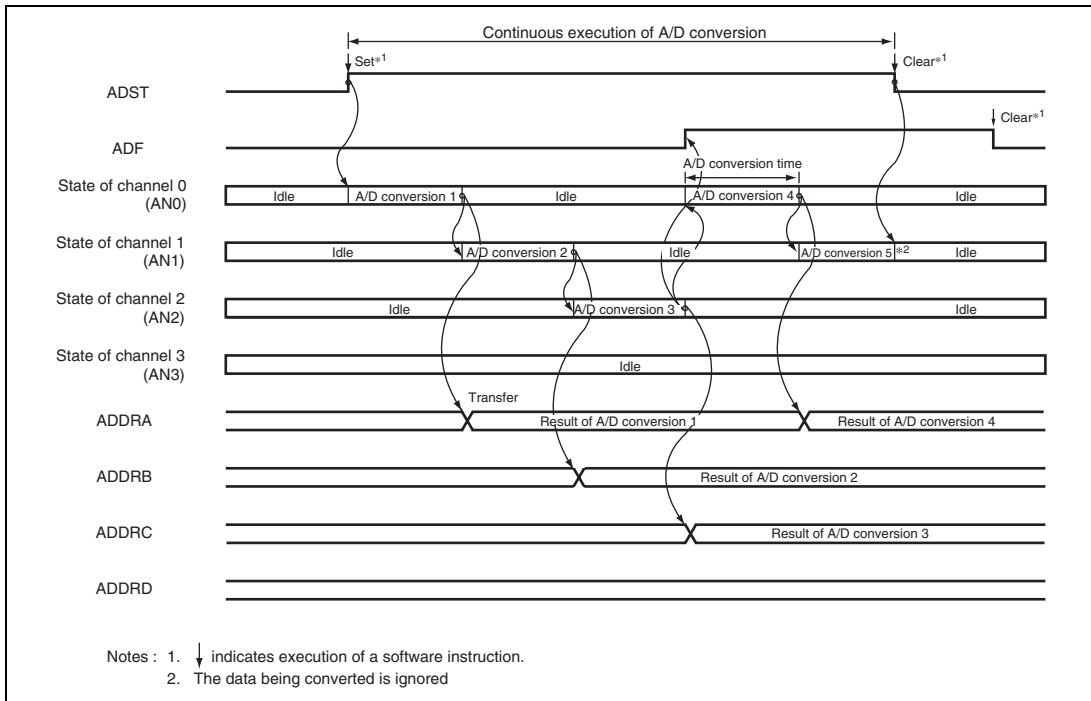 Continuous execution of A/D conversion
Set*1
Clear*1
ADST
Clear*1
ADF
A/D conversion time
State of channel 0
(AN0)
Idle
A/D conversion 1
Idle
A/D conversion 4
Idle
State of channel 1
(AN1)
Idle
A/D conversion 2
Idle
A/D conversion 5
*2
Idle
State of channel 2
(AN2)
Idle
A/D conversion 3
Idle
State of channel 3
(AN3)
Idle
Transfer
ADDRA
Result of A/D conversion 1
Result of A/D conversion 4
ADDRB
Result of A/D conversion 2
ADDRC
Result of A/D conversion 3
ADDRD
Notes : 1. ↓ indicates execution of a software instruction.
2. The data being converted is ignored